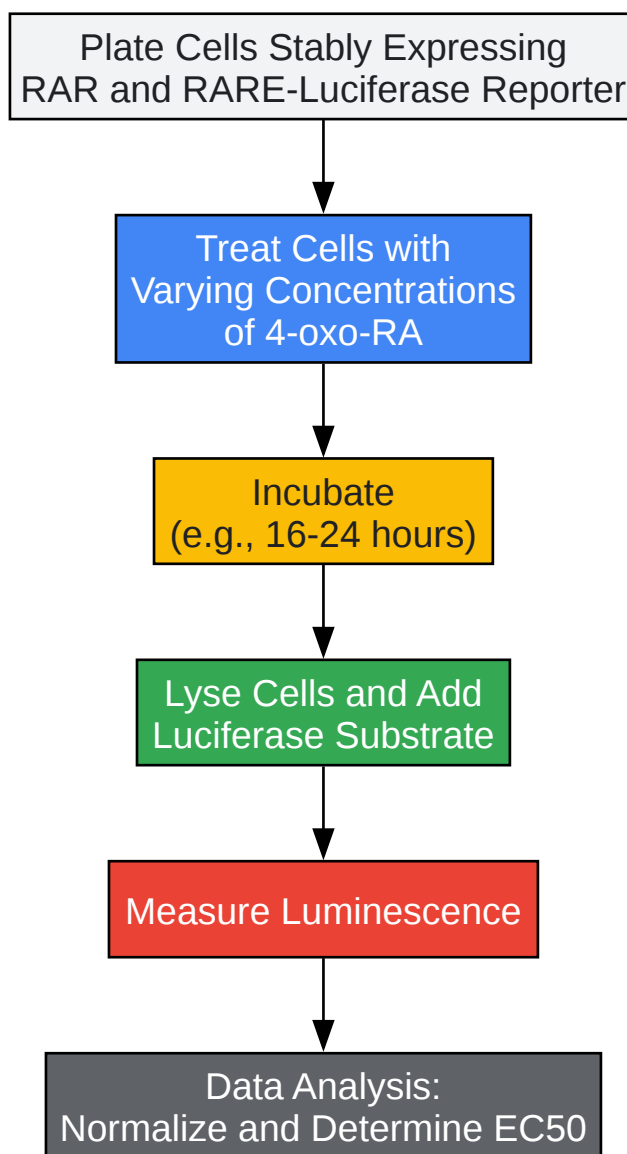 Plate Cells Stably Expressing
RAR and RARE-Luciferase Reporter
Treat Cells with
Varying Concentrations
of 4-oxo-RA
Incubate
(e.g., 16-24 hours)
Lyse Cells and Add
Luciferase Substrate
Measure Luminescence
Data Analysis:
Normalize and Determine EC50